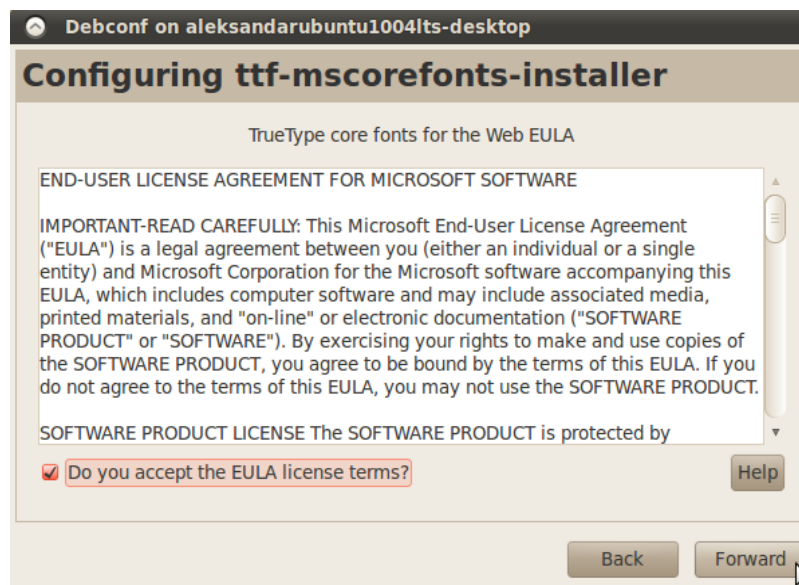 Debconf on aleksandarubuntu1004lts-desktop
Configuring ttf-mscorefonts-installer
TrueType core fonts for the Web EULA
END-USER LICENSE AGREEMENT FOR MICROSOFT SOFTWARE
IMPORTANT-READ CAREFULLY: This Microsoft End-User License Agreement
("EULA") is a legal agreement between you (either an individual or a single
entity) and Microsoft Corporation for the Microsoft software accompanying this
EULA, which includes computer software and may include associated media,
printed materials, and "on-line" or electronic documentation ("SOFTWARE
PRODUCT" or "SOFTWARE"). By exercising your rights to make and use copies of
the SOFTWARE PRODUCT, you agree to be bound by the terms of this EULA. If you
do not agree to the terms of this EULA, you may not use the SOFTWARE PRODUCT.
SOFTWARE PRODUCT LICENSE The SOFTWARE PRODUCT is protected by
Do you accept the EULA license terms?
Help
Back
Forward